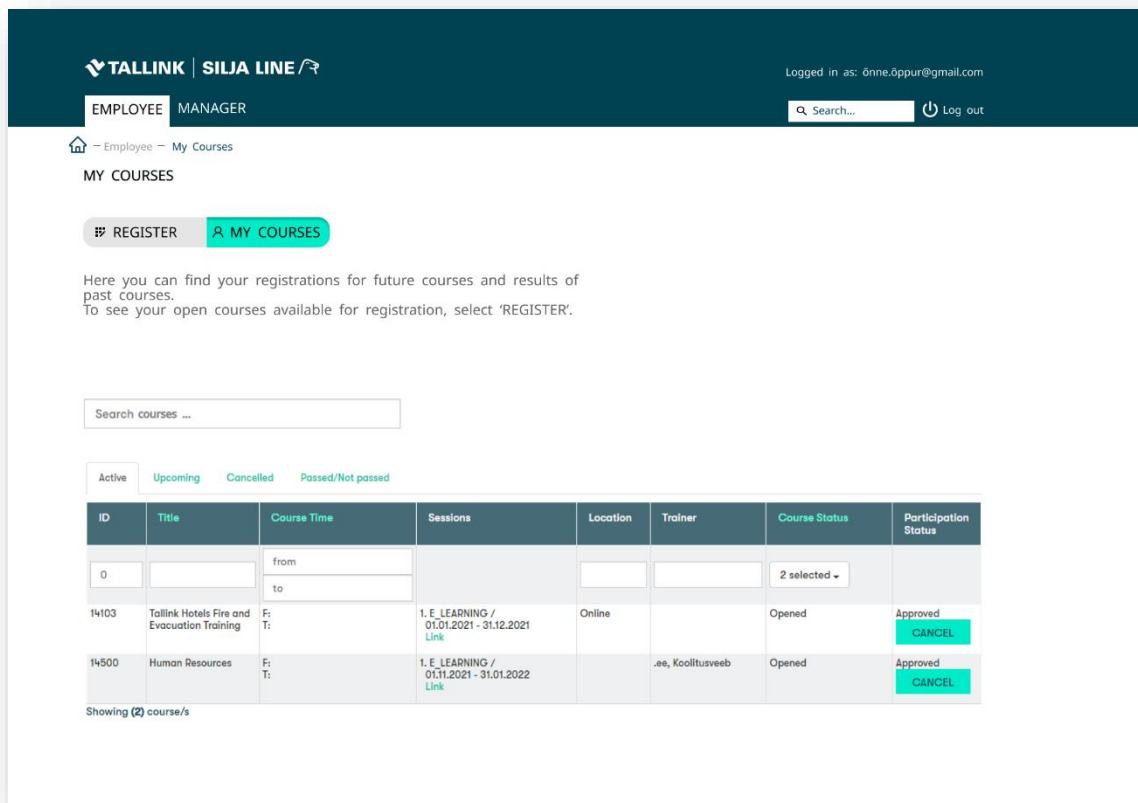 TALLINK | SILJA LINE
Logged in as: õnne.õppur@gmail.com
EMPLOYEE MANAGER
Search... Log out
– Employee – My Courses
MY COURSES
REGISTER MY COURSES
Here you can find your registrations for future courses and results of
past courses.
To see your open courses available for registration, select ‘REGISTER’.
Search courses ...
Active Upcoming Cancelled Passed/Not passed
ID Title Course Time Sessions Location Trainer Course Status Participation
Status
from
0 2 selected
to
14103 Tallink Hotels Fire and F: 1. E_LEARNING / Online Opened Approved
Evacuation Training T: 01.01.2021 - 31.12.2021 CANCEL
Link
14500 Human Resources F: 1. E_LEARNING / .ee, Koolitusveeb Opened Approved
T: 01.11.2021 - 31.01.2022 CANCEL
Link
Showing (2) course/s